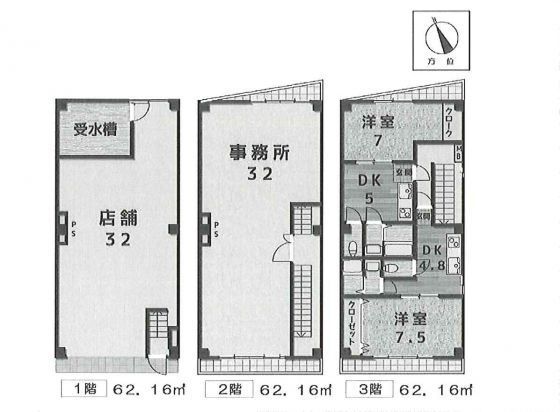 方位
受水槽
店舗
32
PS
事務所
32
PS
洋室
7
クローク
MB
DK
5
玄関
玄関
DK
4.8
クローゼット
洋室
7.5
1階 62.16㎡
2階 62.16㎡
3階 62.16㎡